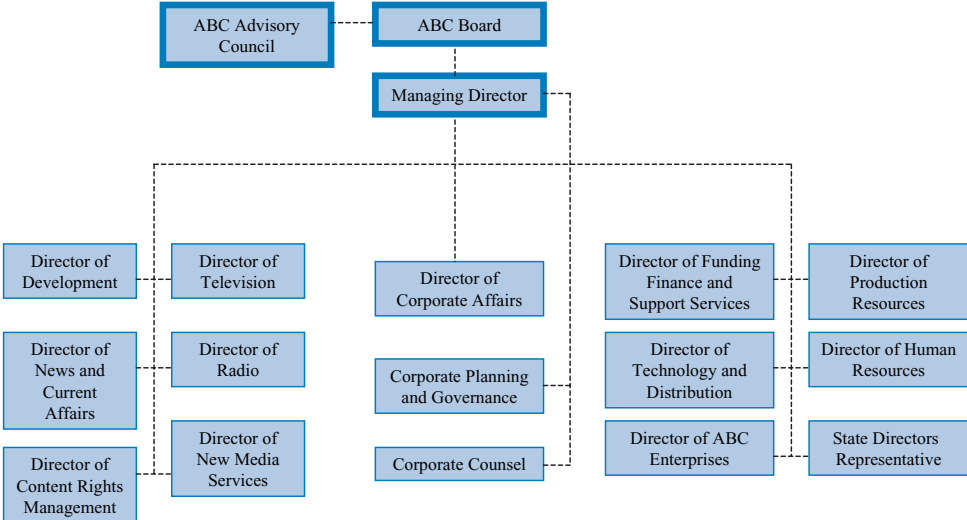 ABC Advisory
Council
ABC Board
Managing Director
Director of
Development
Director of
Television
Director of
News and
Current
Affairs
Director of
Radio
Director of
Content Rights
Management
Director of
New Media
Services
Director of
Corporate Affairs
Corporate Planning
and Governance
Corporate Counsel
Director of Funding
Finance and
Support Services
Director of
Production
Resources
Director of
Technology and
Distribution
Director of Human
Resources
Director of ABC
Enterprises
State Directors
Representative